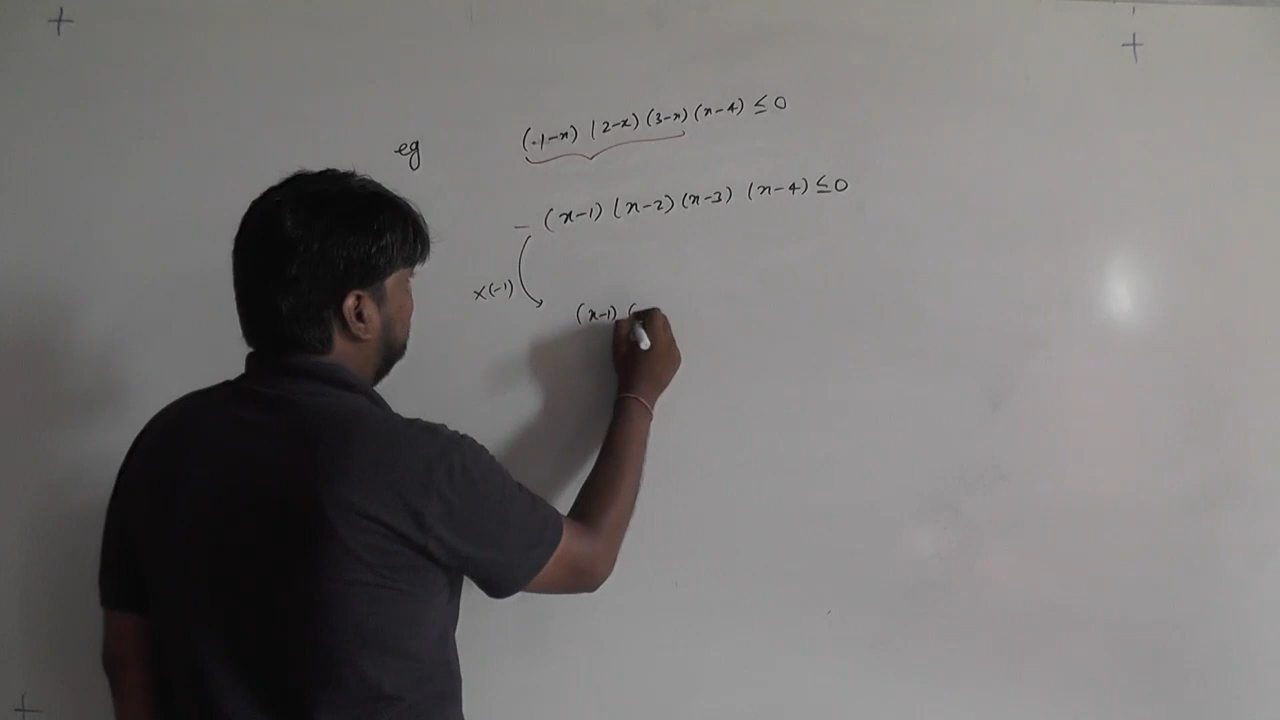 eg (1-x) (2-x) (3-x) (x-4) ≤ 0
- (x-1) (x-2) (x-3) (x-4) ≤ 0
x(-1)
(x-1) (